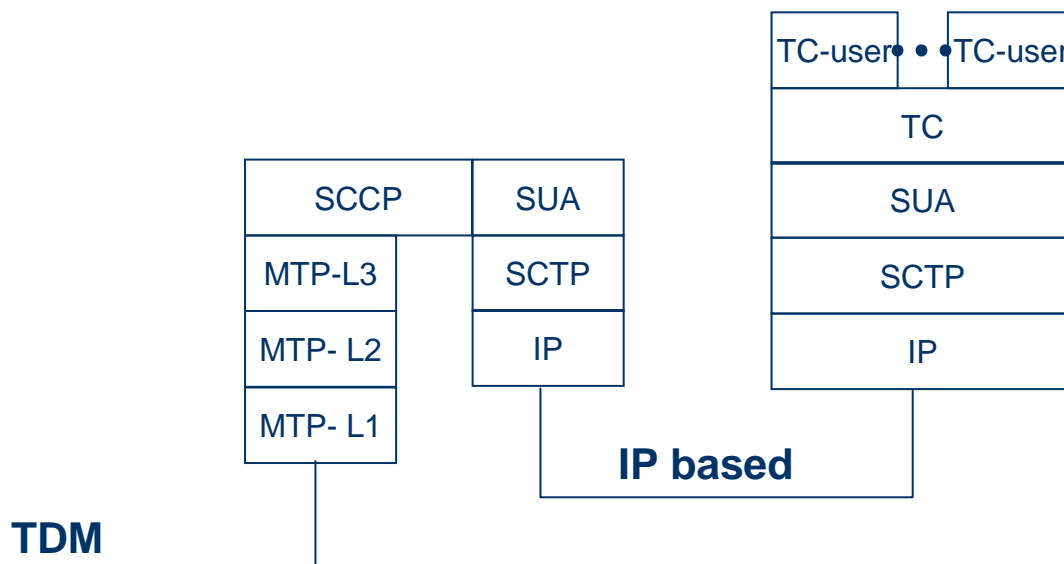 TC-user • • • TC-user
TC
SCCP SUA SUA
MTP-L3 SCTP SCTP
MTP- L2 IP IP
MTP- L1
IP based
TDM